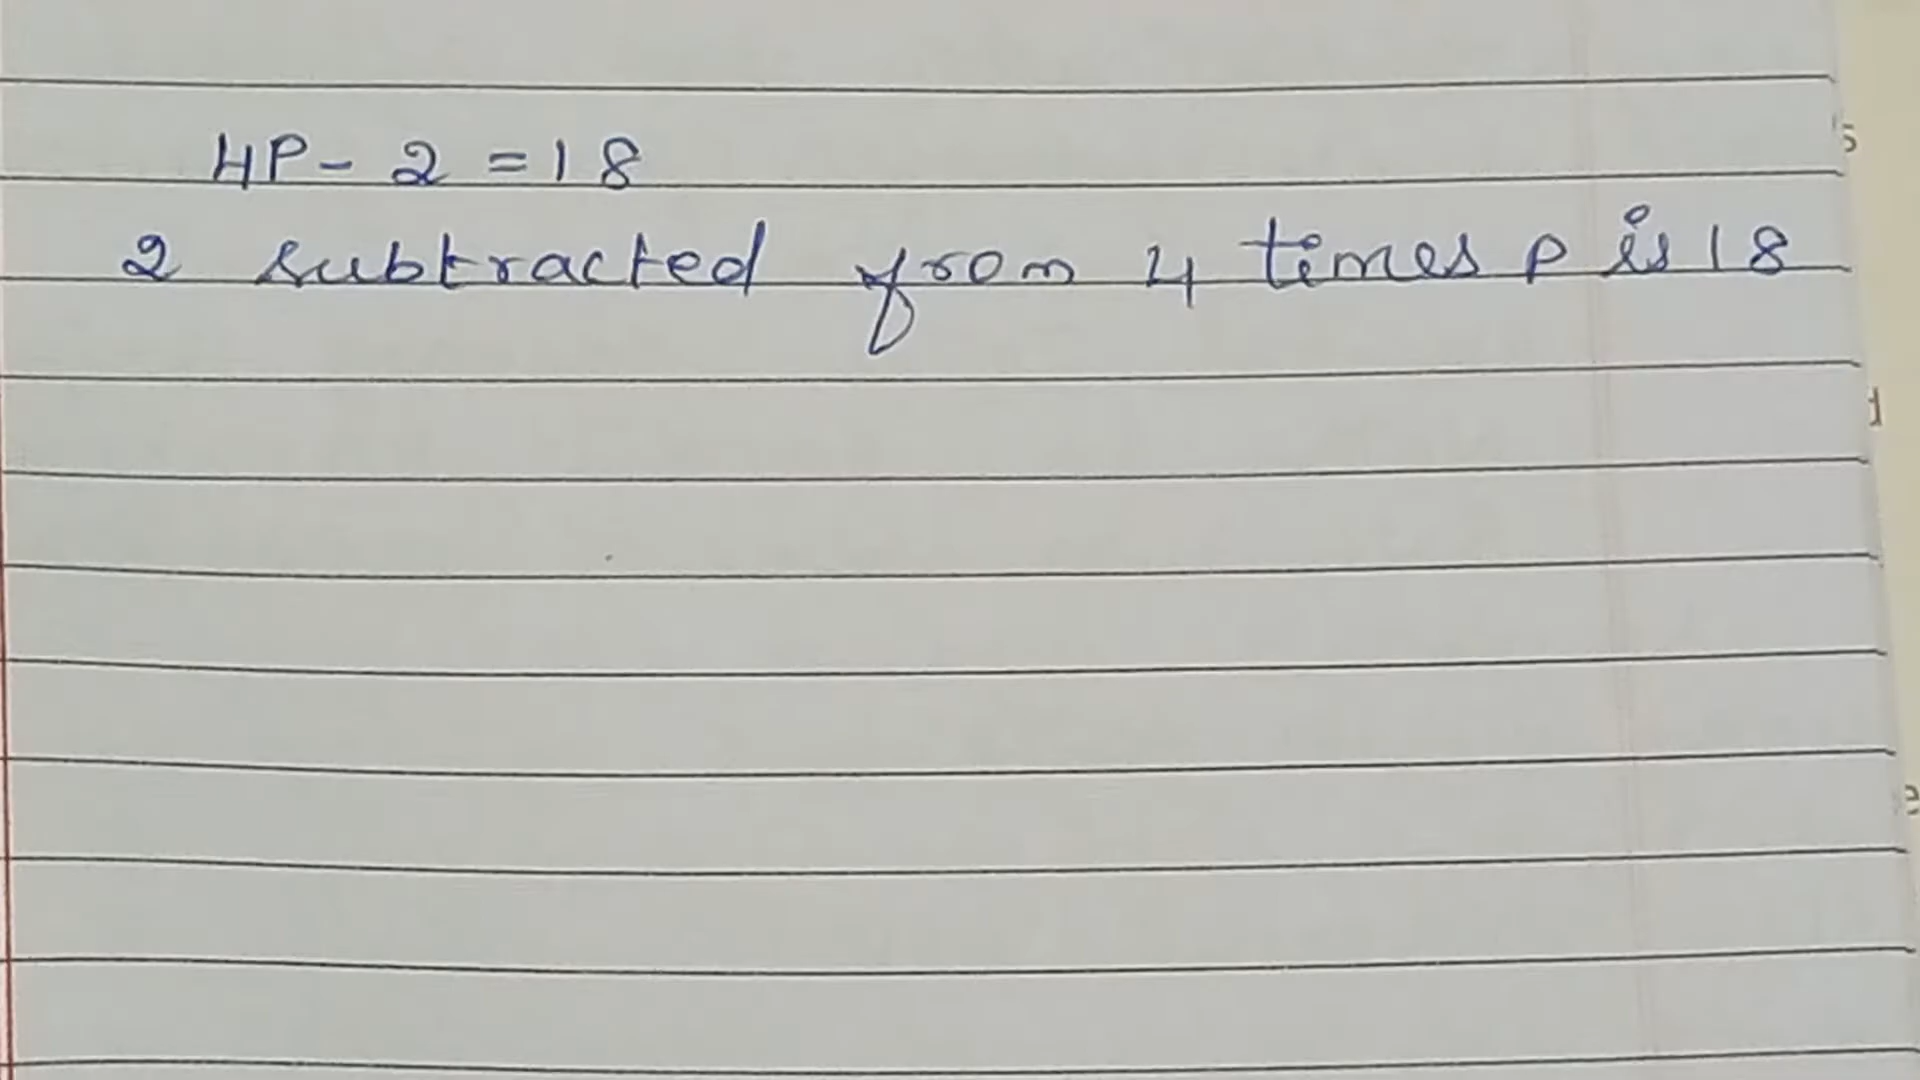 4P - 2 = 18
2 subtracted from 4 times p is 18